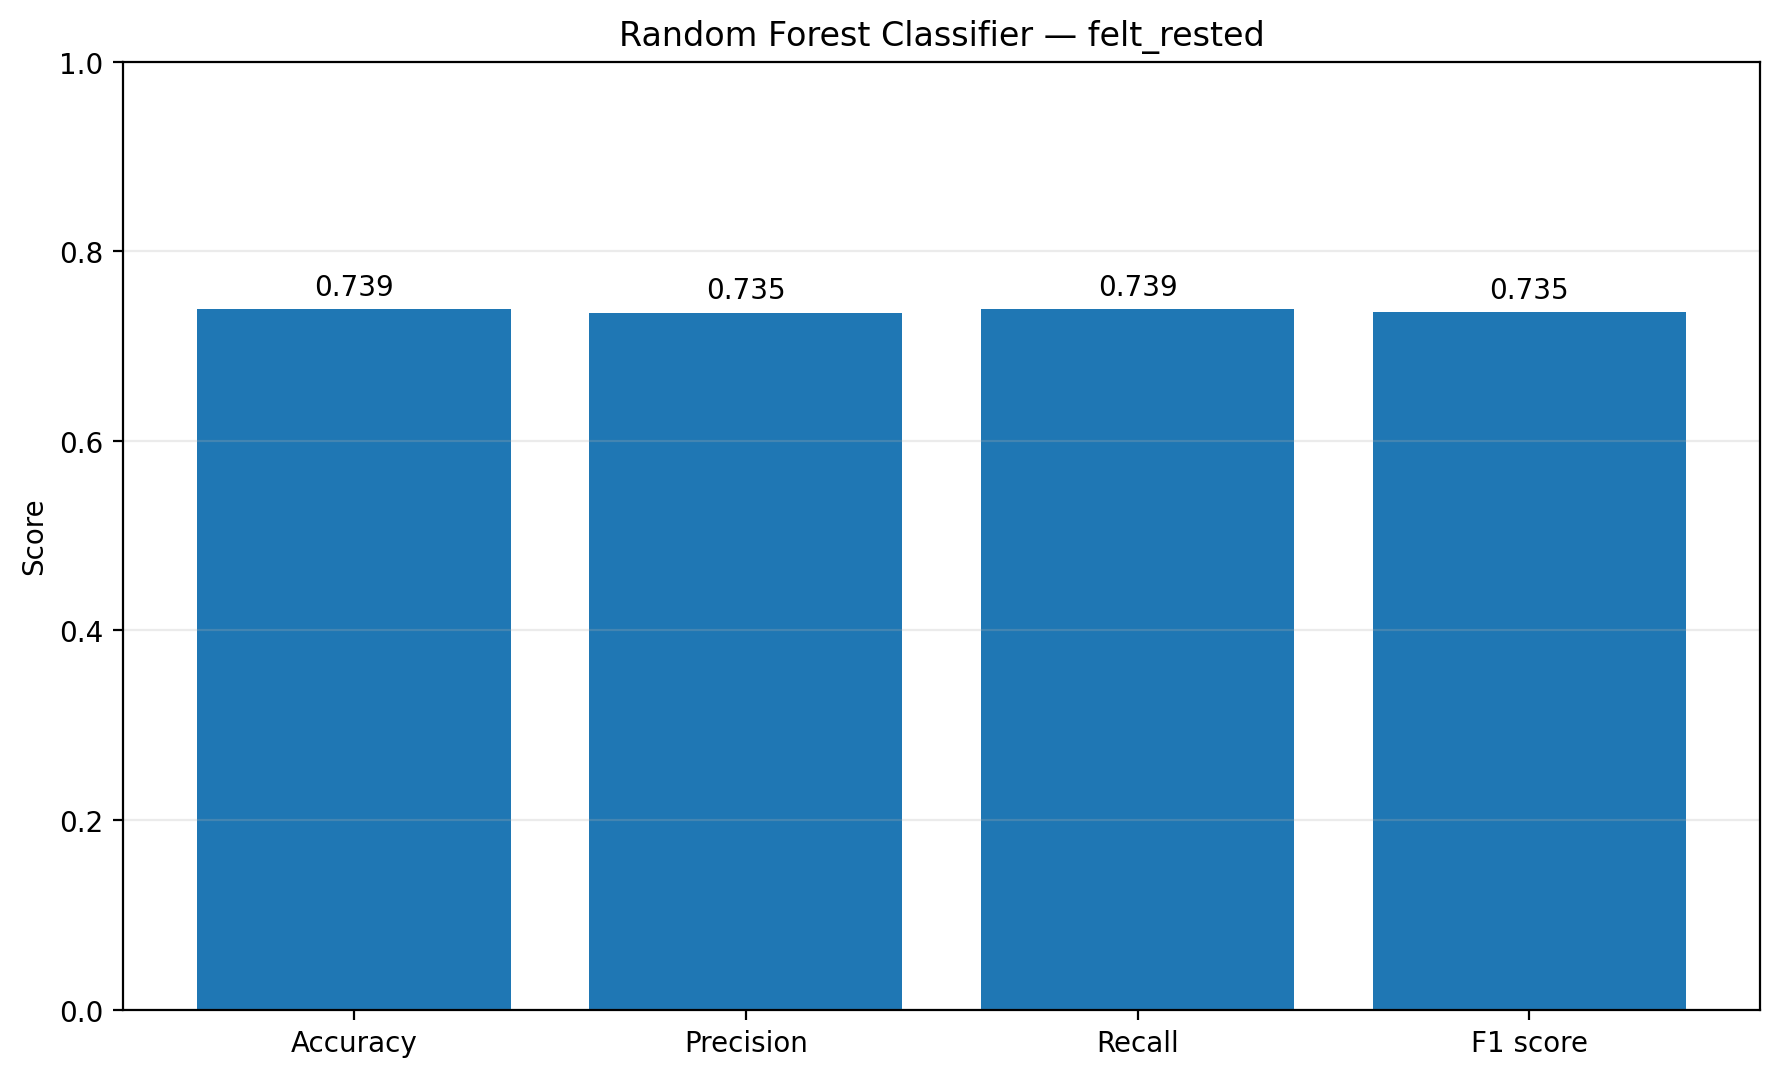 Random Forest Classifier — felt_rested
1.0
0.8
0.6
0.4
0.2
0.0
Score
0.739
0.735
0.739
0.735
Accuracy
Precision
Recall
F1 score